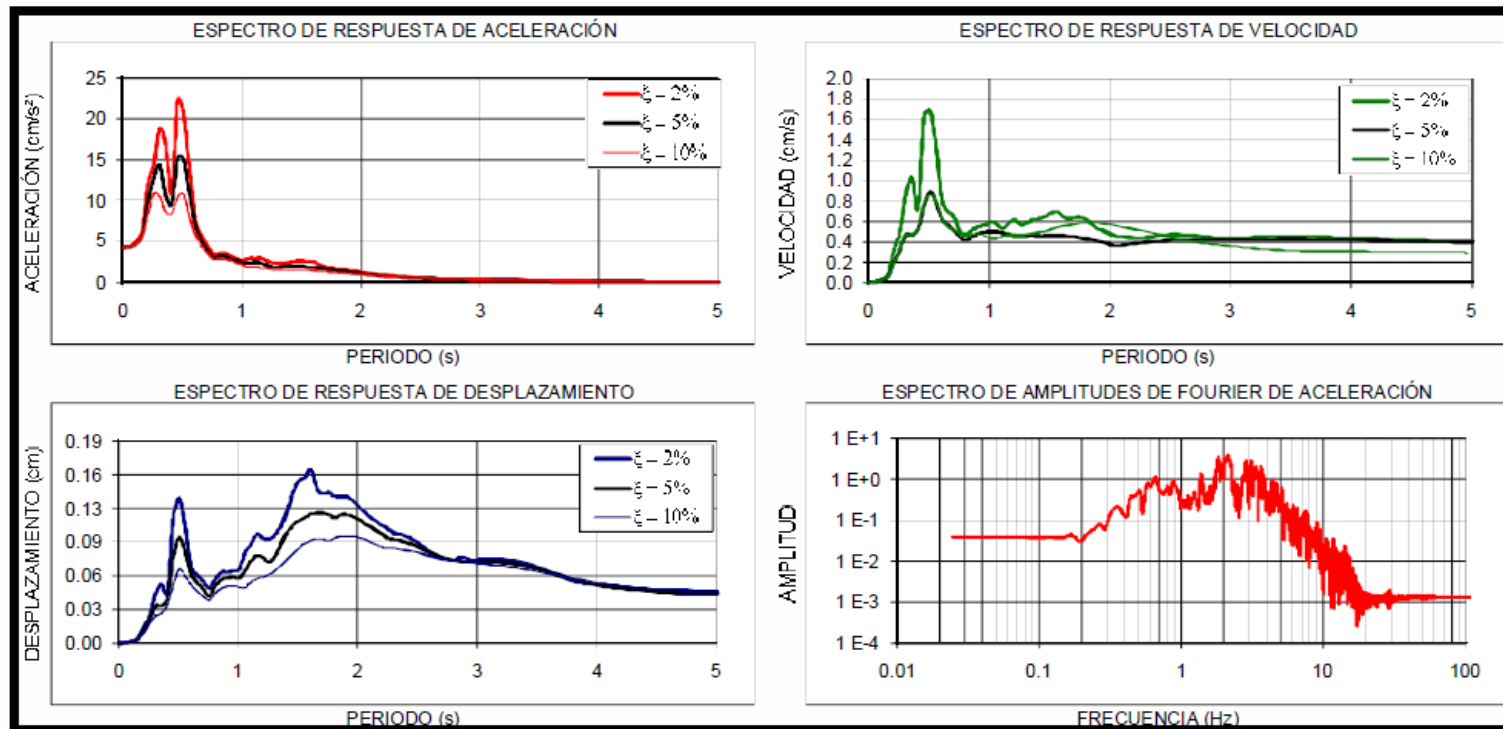 ESPECTRO DE RESPUESTA DE ACELERACIÓN
ACELERACIÓN (cm/s²)
25
20
15
10
5
0
ξ – 2%
ξ – 5%
ξ – 10%
0 1 2 3 4 5
PERIODO (s)
ESPECTRO DE RESPUESTA DE VELOCIDAD
VELOCIDAD (cm/s)
2.0
1.8
1.6
1.4
1.2
1.0
0.8
0.6
0.4
0.2
0.0
ξ – 2%
ξ – 5%
ξ – 10%
0 1 2 3 4 5
PERIODO (s)
ESPECTRO DE RESPUESTA DE DESPLAZAMIENTO
DESPLAZAMIENTO (cm)
0.19
0.16
0.13
0.09
0.06
0.03
0.00
ξ – 2%
ξ – 5%
ξ – 10%
0 1 2 3 4 5
PERIODO (s)
ESPECTRO DE AMPLITUDES DE FOURIER DE ACELERACIÓN
AMPLITUD
1 E+1
1 E+0
1 E-1
1 E-2
1 E-3
1 E-4
0.01 0.1 1 10 100
FRECUENCIA (Hz)